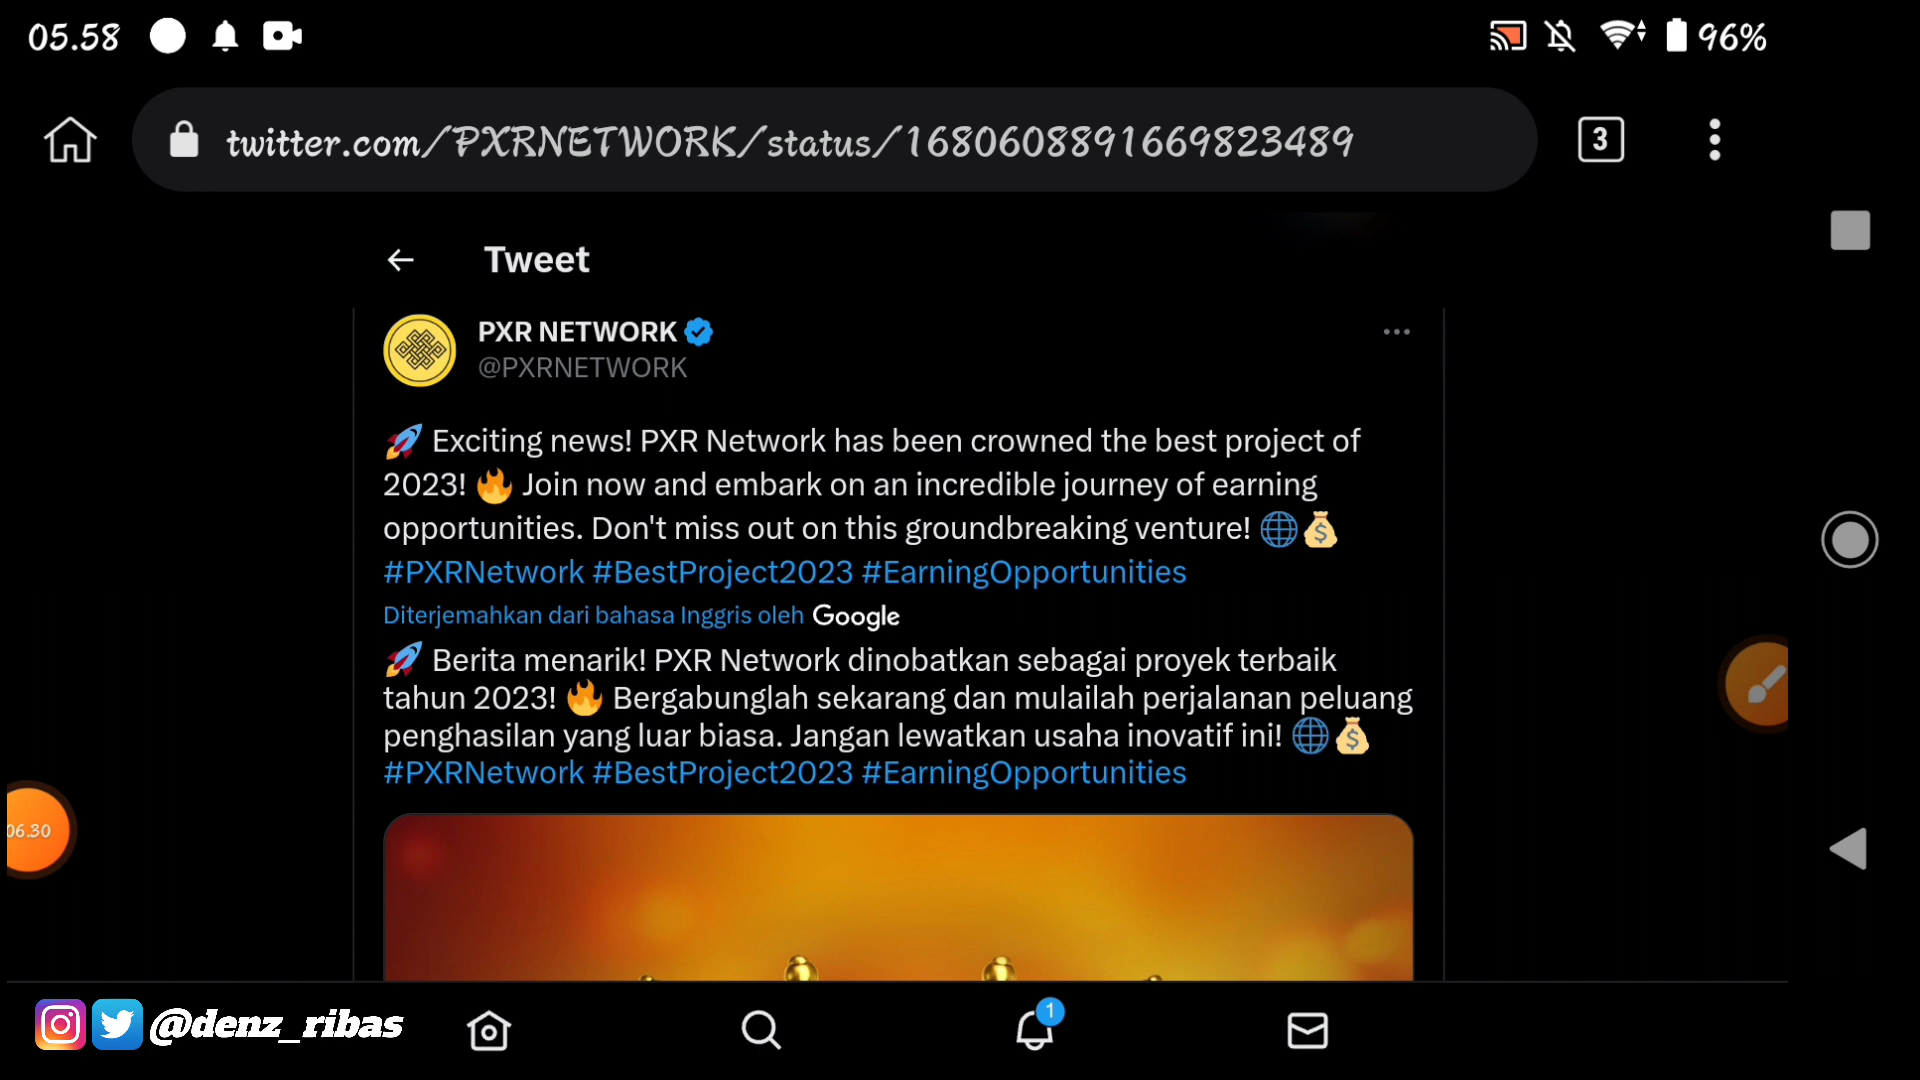 05.58
96%
twitter.com/PXRNETWORK/status/1680608891669823489
3
Tweet
PXR NETWORK
@PXRNETWORK
🚀 Exciting news! PXR Network has been crowned the best project of
2023! 🔥 Join now and embark on an incredible journey of earning
opportunities. Don't miss out on this groundbreaking venture! 🌐💰
#PXRNetwork #BestProject2023 #EarningOpportunities
Diterjemahkan dari bahasa Inggris oleh Google
🚀 Berita menarik! PXR Network dinobatkan sebagai proyek terbaik
tahun 2023! 🔥 Bergabunglah sekarang dan mulailah perjalanan peluang
penghasilan yang luar biasa. Jangan lewatkan usaha inovatif ini! 🌐💰
#PXRNetwork #BestProject2023 #EarningOpportunities
06.30
@denz_ribas
1